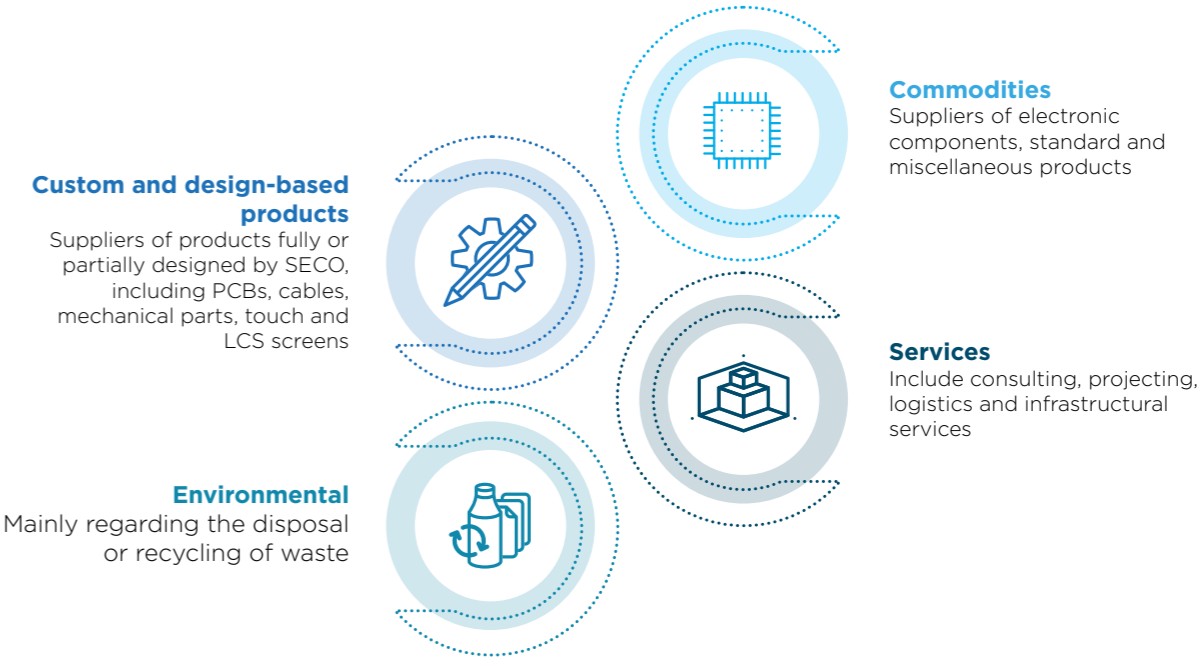 Commodities
Suppliers of electronic
components, standard and
miscellaneous products
Custom and design-based
products
Suppliers of products fully or
partially designed by SECO,
including PCBs, cables,
mechanical parts, touch and
LCS screens
Services
Include consulting, projecting,
logistics and infrastructural
services
Environmental
Mainly regarding the disposal
or recycling of waste